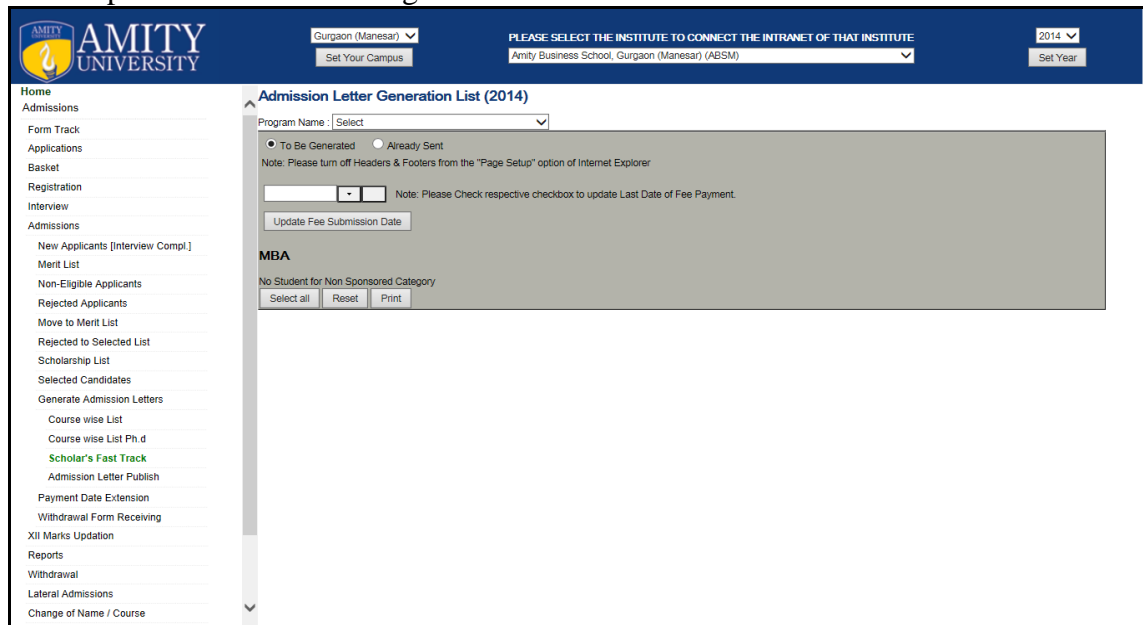 AMITY
AMITY
UNIVERSITY
Gurgaon (Manesar)
Set Your Campus
PLEASE SELECT THE INSTITUTE TO CONNECT THE INTRANET OF THAT INSTITUTE
Amity Business School, Gurgaon (Manesar) (ABSM)
2014
Set Year
Home
Admissions
Form Track
Applications
Basket
Registration
Interview
Admissions
New Applicants [Interview Compl.]
Merit List
Non-Eligible Applicants
Rejected Applicants
Move to Merit List
Rejected to Selected List
Scholarship List
Selected Candidates
Generate Admission Letters
Course wise List
Course wise List Ph.d
Scholar's Fast Track
Admission Letter Publish
Payment Date Extension
Withdrawal Form Receiving
XII Marks Updation
Reports
Withdrawal
Lateral Admissions
Change of Name / Course
Admission Letter Generation List (2014)
Program Name : Select
To Be Generated Already Sent
Note: Please turn off Headers & Footers from the "Page Setup" option of Internet Explorer
Note: Please Check respective checkbox to update Last Date of Fee Payment.
Update Fee Submission Date
MBA
No Student for Non Sponsored Category
Select all Reset Print